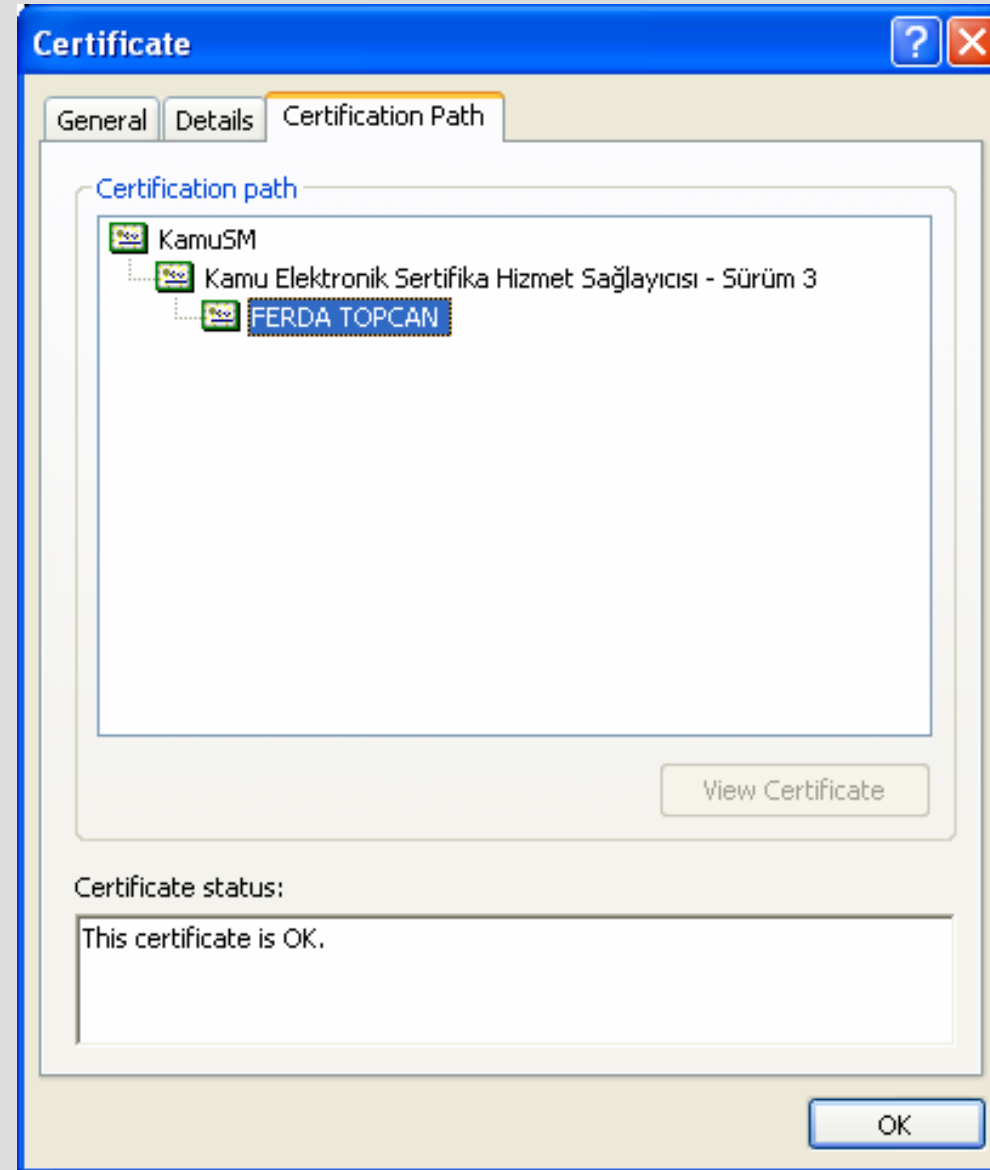 Certificate
General Details Certification Path
Certification path
KamuSM
Kamu Elektronik Sertifika Hizmet Sağlayıcısı - Sürüm 3
FERDA TOPCAN
View Certificate
Certificate status:
This certificate is OK.
OK